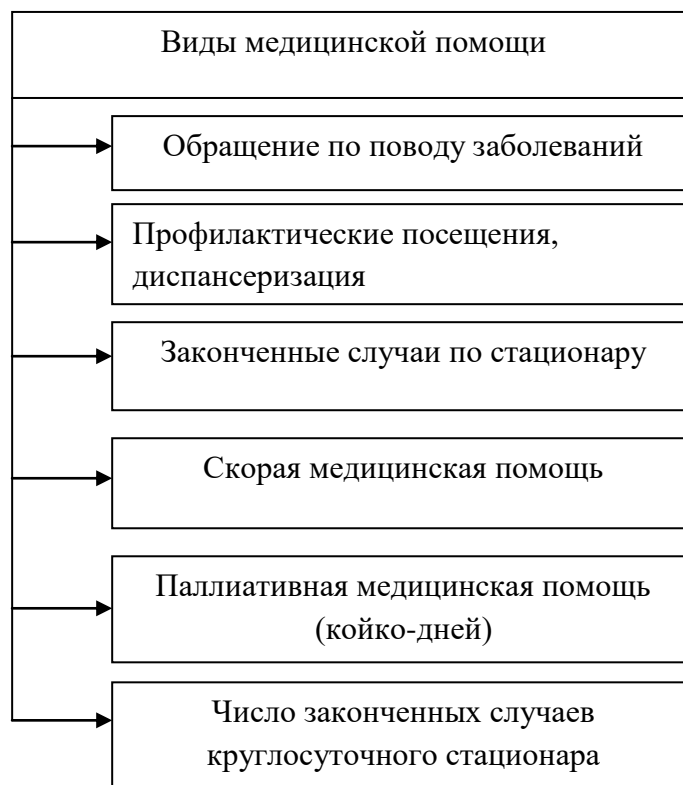 Виды медицинской помощи
Обращение по поводу заболеваний
Профилактические посещения,
диспансеризация
Законченные случаи по стационару
Скорая медицинская помощь
Паллиативная медицинская помощь
(койко-дней)
Число законченных случаев
круглосуточного стационара